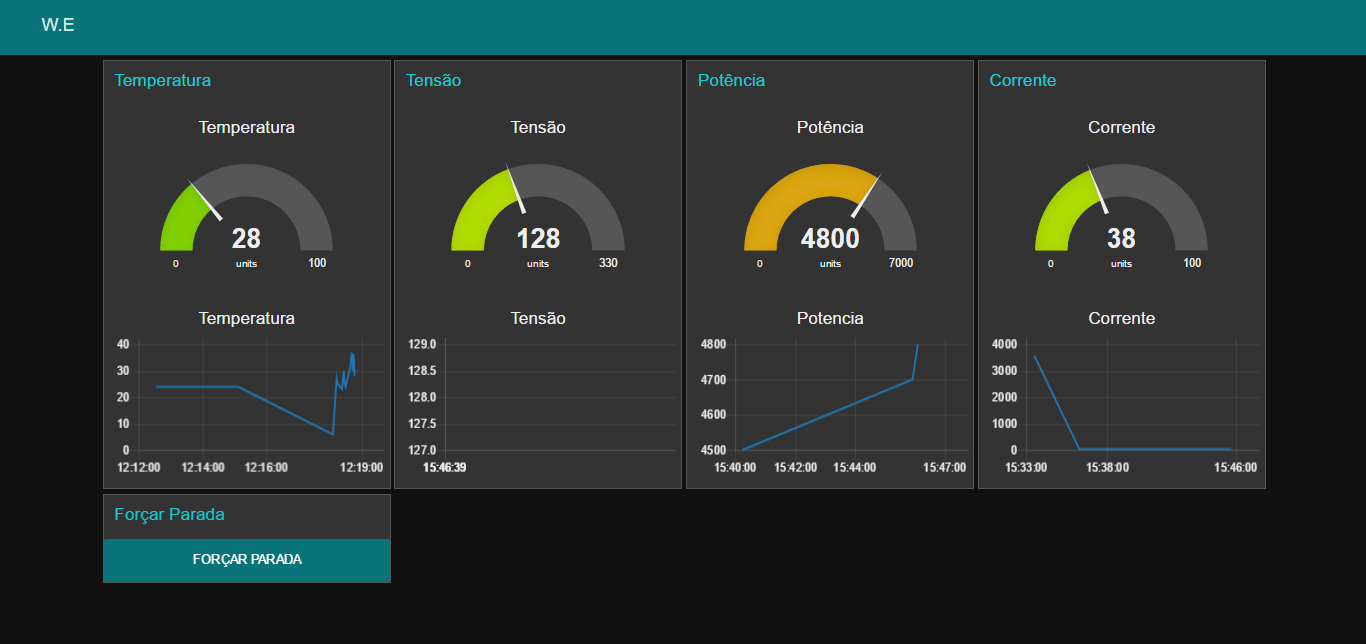 W.E
Temperatura
Temperatura
28
0 units 100
Temperatura
40
30
20
10
0
12:12:00 12:14:00 12:16:00 12:19:00
Tensão
Tensão
128
0 units 330
Tensão
129.0
128.5
128.0
127.5
127.0
15:46:39
Potência
Potência
4800
0 units 7000
Potencia
4800
4700
4600
4500
15:40:00 15:42:00 15:44:00 15:47:00
Corrente
Corrente
38
0 units 100
Corrente
4000
3000
2000
1000
0
15:33:00 15:38:00 15:46:00
Forçar Parada
FORÇAR PARADA